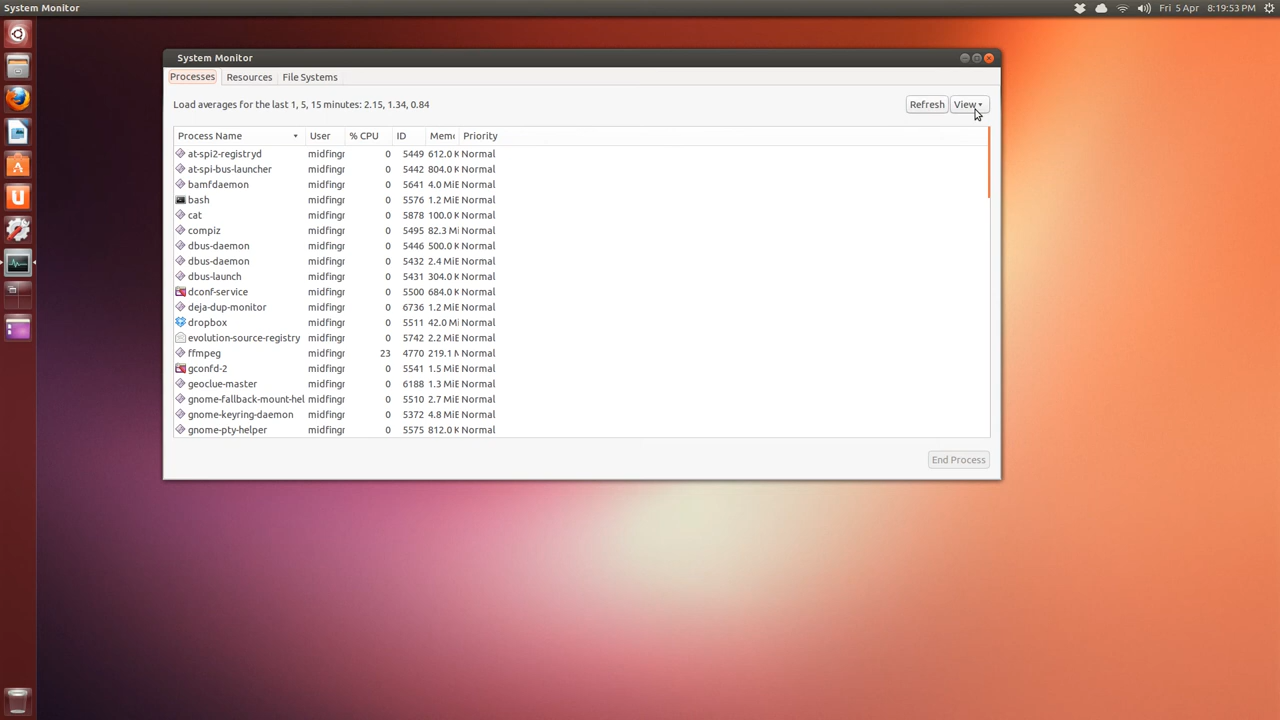 System Monitor
Fri 5 Apr 8:19:53 PM
System Monitor
Processes Resources File Systems
Load averages for the last 1, 5, 15 minutes: 2.15, 1.34, 0.84 Refresh View
Process Name User % CPU ID Priority
at-spi2-registryd midfingr 0 5449 612.0 K Normal
at-spi-bus-launcher midfingr 0 5442 804.0 K Normal
bamfdaemon midfingr 0 5641 4.0 MiE Normal
bash midfingr 0 5576 1.2 MiE Normal
cat midfingr 0 5878 100.0 K Normal
compiz midfingr 0 5495 82.3 Mi Normal
dbus-daemon midfingr 0 5446 500.0 K Normal
dbus-daemon midfingr 0 5432 2.4 MiE Normal
dbus-launch midfingr 0 5431 304.0 K Normal
dconf-service midfingr 0 5500 684.0 K Normal
deja-dup-monitor midfingr 0 6736 1.2 MiE Normal
dropbox midfingr 0 5511 42.0 Mi Normal
evolution-source-registry midfingr 0 5742 2.2 MiE Normal
ffmpeg midfingr 23 4770 219.1 M Normal
gconfd-2 midfingr 0 5541 1.5 MiE Normal
geoclue-master midfingr 0 6188 1.3 MiE Normal
gnome-fallback-mount-hel midfingr 0 5510 2.7 MiE Normal
gnome-keyring-daemon midfingr 0 5372 4.8 MiE Normal
gnome-pty-helper midfingr 0 5575 812.0 K Normal
End Process